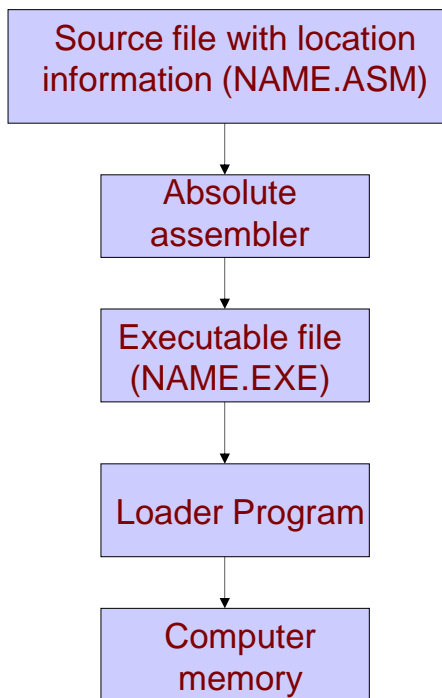 Source file with location
information (NAME.ASM)
Absolute
assembler
Executable file
(NAME.EXE)
Loader Program
Computer
memory